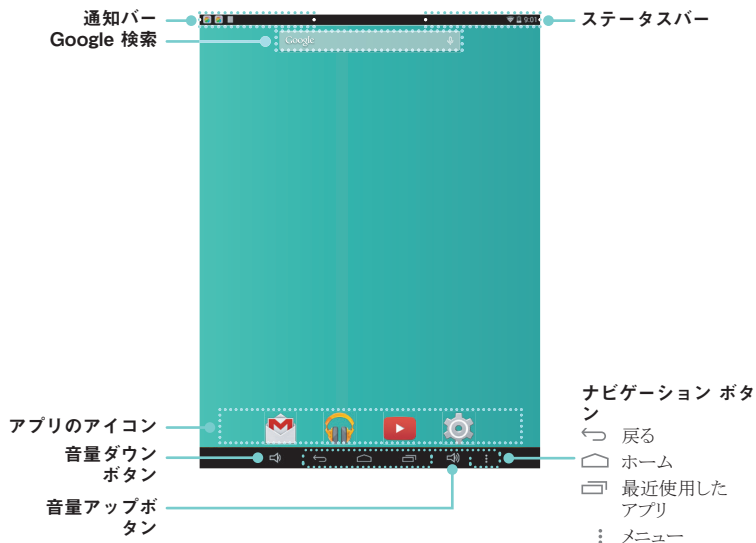 通知バー
9:01
ステータスバー
Google 検索
Google
アプリのアイコン
音量ダウン
ボタン
音量アップボ
タン
ナビゲーション ボタ
ン
戻る
ホーム
最近使用した
アプリ
メニュー